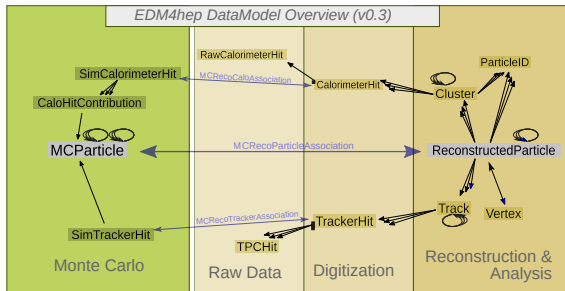 EDM4hep DataModel Overview (v0.3)
RawCalorimeterHit
ParticleID
SimCalorimeterHit
MCRecoCaloAssociation
CalorimeterHit
Cluster
CaloHitContribution
MCParticle
MCRecoParticleAssociation
ReconstructedParticle
MCRecoTrackerAssociation
TrackerHit
Track
Vertex
SimTrackerHit
TPCHit
Monte Carlo
Raw Data
Digitization
Reconstruction &
Analysis